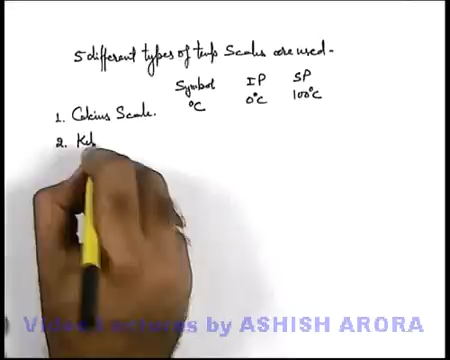 5 different types of temp Scales are used -
Symbol IP SP
1. Celcius Scale. °C 0°C 100°C
2. Kel
Video Lectures by ASHISH ARORA